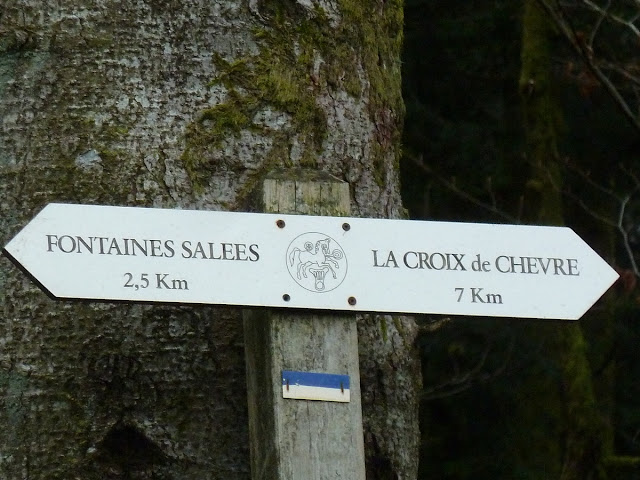 FONTAINES SALEES
2,5 Km
LA CROIX de CHEVRE
7 Km